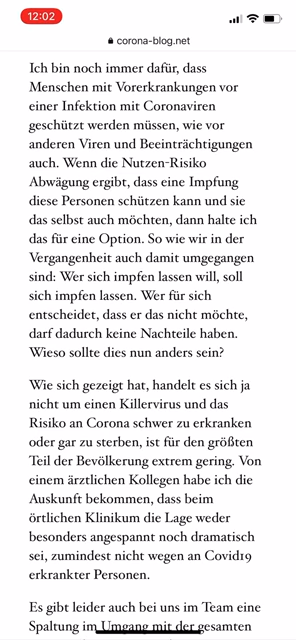 12:02
corona-blog.net
Ich bin noch immer dafür, dass
Menschen mit Vorerkrankungen vor
einer Infektion mit Coronaviren
geschützt werden müssen, wie vor
anderen Viren und Beeinträchtigungen
auch. Wenn die Nutzen-Risiko
Abwägung ergibt, dass eine Impfung
diese Personen schützen kann und sie
das selbst auch möchten, dann halte ich
das für eine Option. So wie wir in der
Vergangenheit auch damit umgegangen
sind: Wer sich impfen lassen will, soll
sich impfen lassen. Wer für sich
entscheidet, dass er das nicht möchte,
darf dadurch keine Nachteile haben.
Wieso sollte dies nun anders sein?
Wie sich gezeigt hat, handelt es sich ja
nicht um einen Killervirus und das
Risiko an Corona schwer zu erkranken
oder gar zu sterben, ist für den größten
Teil der Bevölkerung extrem gering. Von
einem ärztlichen Kollegen habe ich die
Auskunft bekommen, dass beim
örtlichen Klinikum die Lage weder
besonders angespannt noch dramatisch
sei, zumindest nicht wegen an Covid19
erkrankter Personen.
Es gibt leider auch bei uns im Team eine
Spaltung im Umgang mit der gesamten